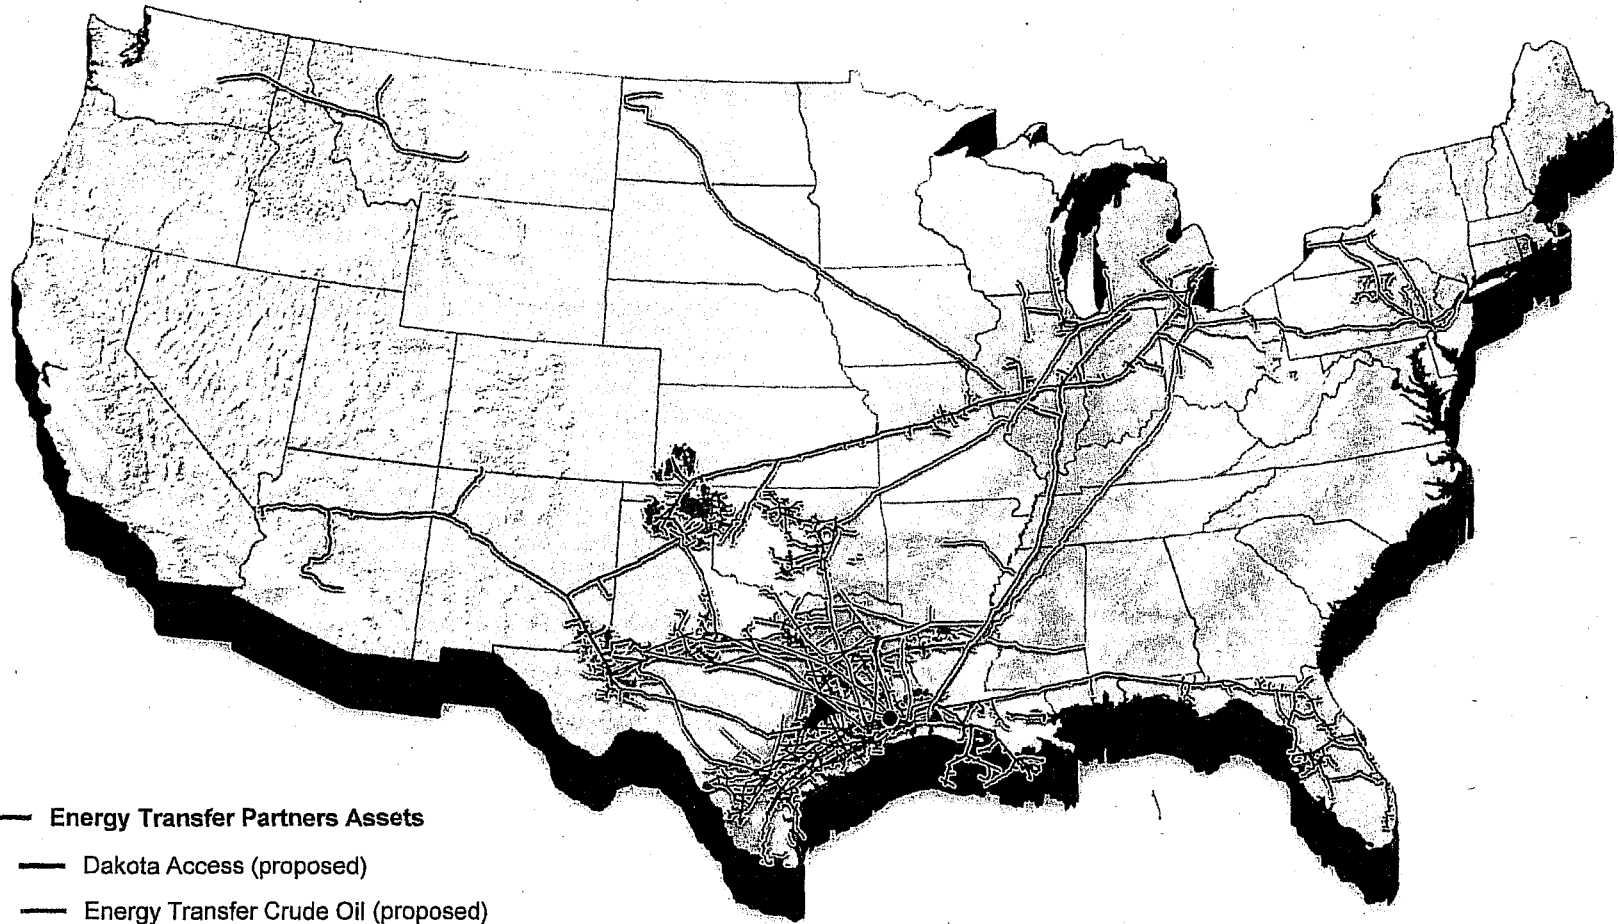 Energy Transfer Partners Assets
Dakota Access (proposed)
Energy Transfer Crude Oil (proposed)